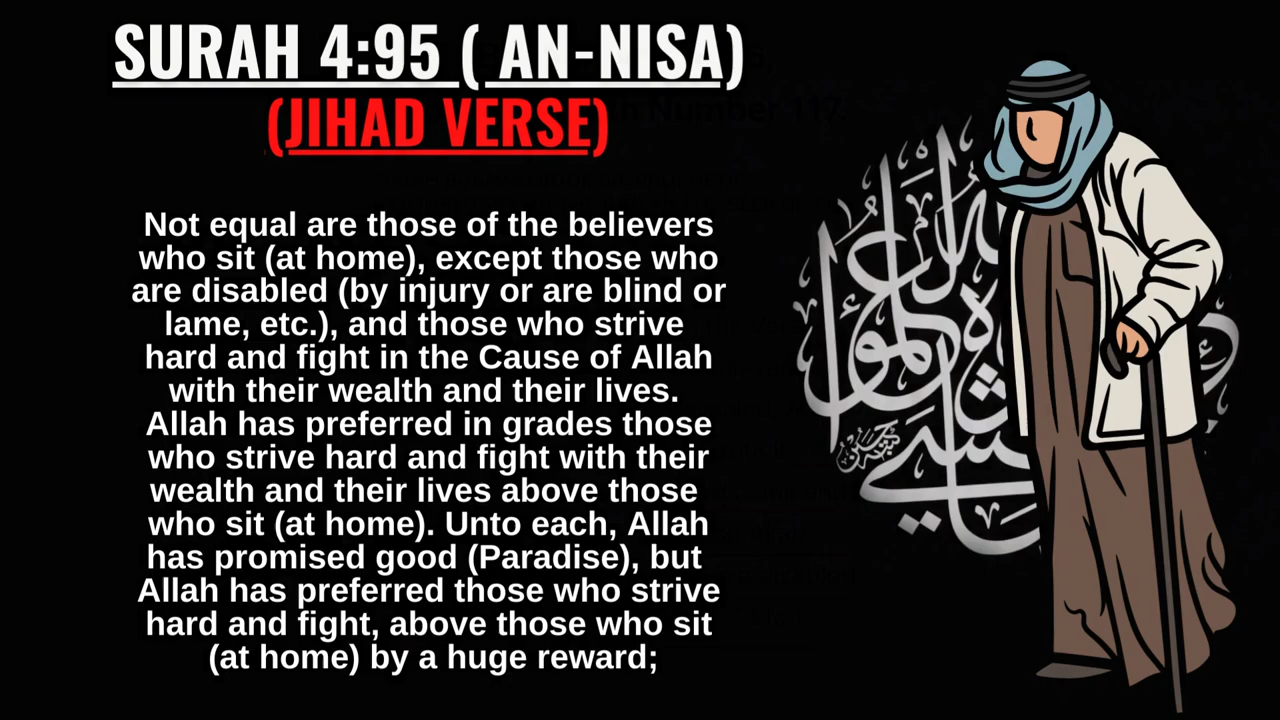 SURAH 4:95 ( AN-NISA)
(JIHAD VERSE)
Not equal are those of the believers
who sit (at home), except those who
are disabled (by injury or are blind or
lame, etc.), and those who strive
hard and fight in the Cause of Allah
with their wealth and their lives.
Allah has preferred in grades those
who strive hard and fight with their
wealth and their lives above those
who sit (at home). Unto each, Allah
has promised good (Paradise), but
Allah has preferred those who strive
hard and fight, above those who sit
(at home) by a huge reward;